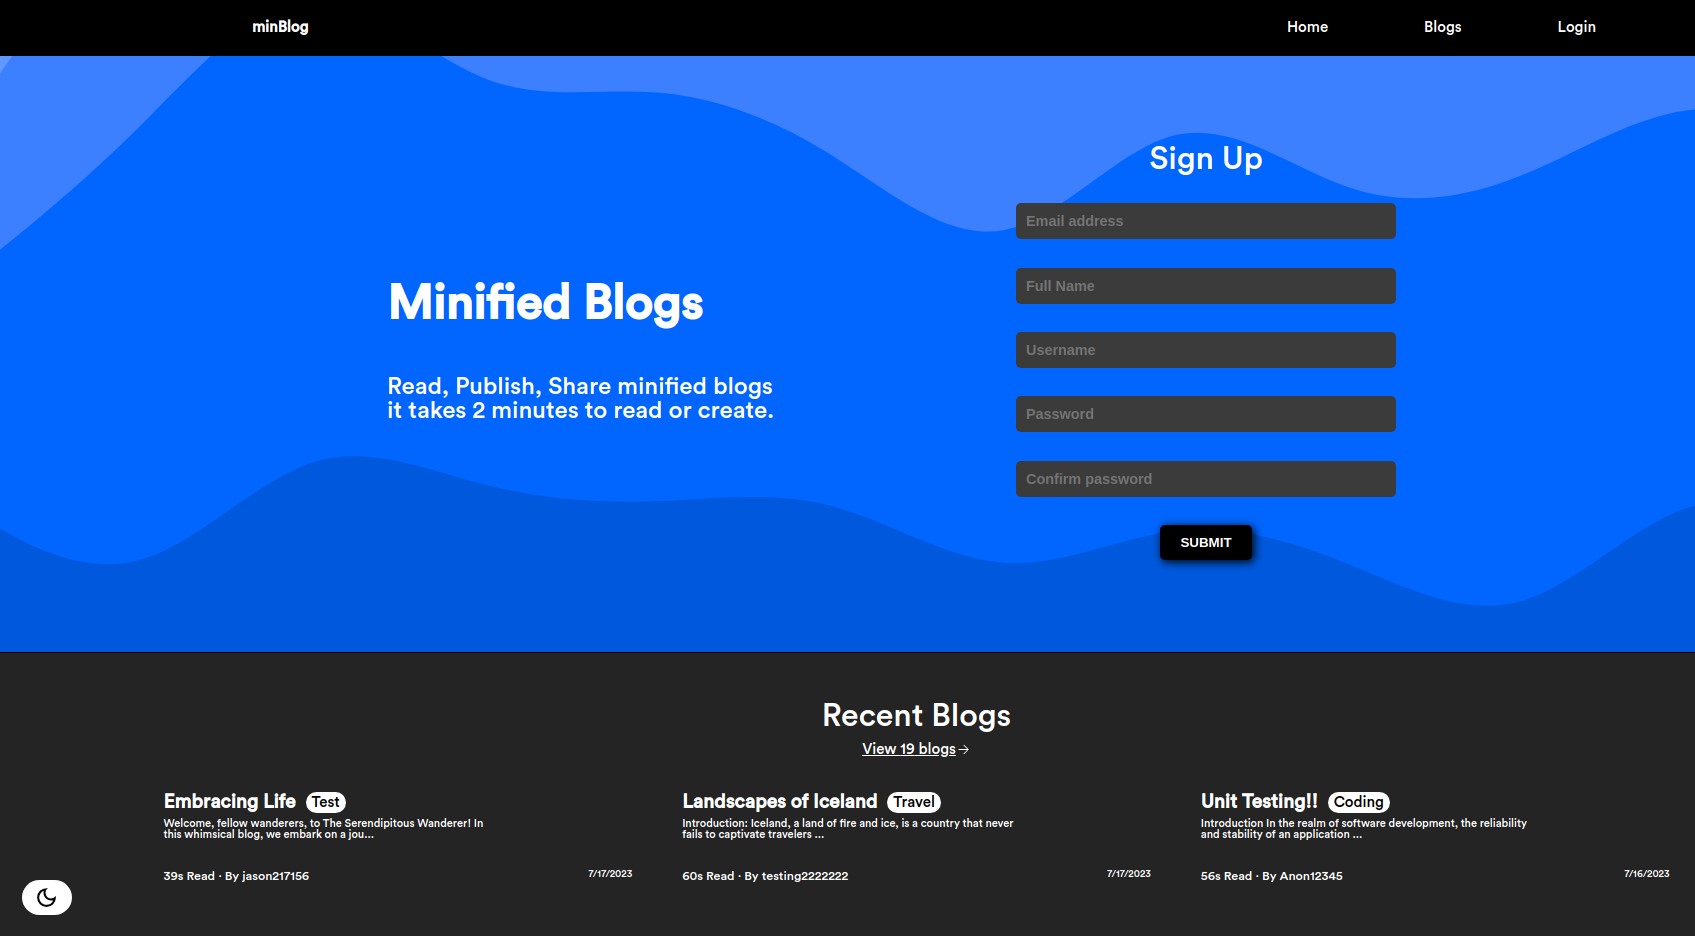 minBlog
Home
Blogs
Login
Sign Up
Email address
Full Name
Username
Password
Confirm password
SUBMIT
Minified Blogs
Read, Publish, Share minified blogs
it takes 2 minutes to read or create.
Recent Blogs
View 19 blogs→
Embracing Life Test
Welcome, fellow wanderers, to The Serendipitous Wanderer! In
this whimsical blog, we embark on a jou...
39s Read · By jason217156
7/17/2023
Landscapes of Iceland Travel
Introduction: Iceland, a land of fire and ice, is a country that never
fails to captivate travelers ...
60s Read · By testing2222222
7/17/2023
Unit Testing!! Coding
Introduction In the realm of software development, the reliability
and stability of an application ...
56s Read · By Anon12345
7/16/2023